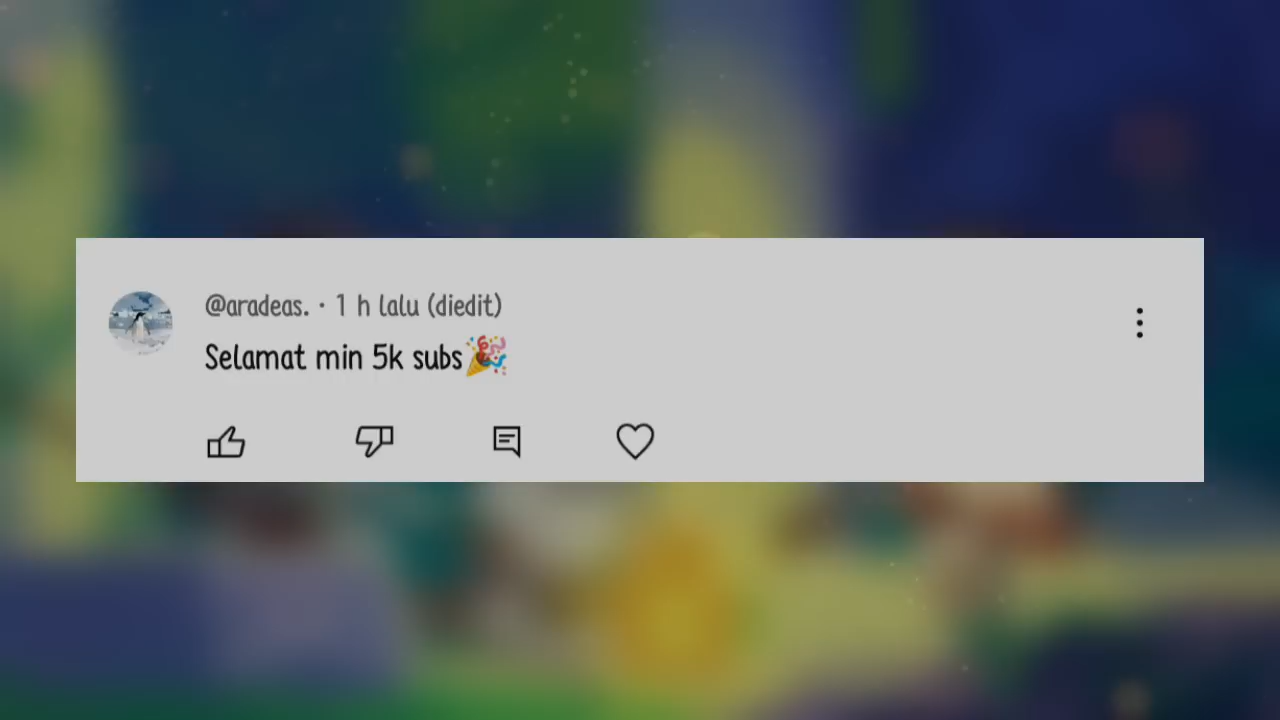 @aradeas. · 1 h lalu (diedit)
Selamat min 5k subs🎉